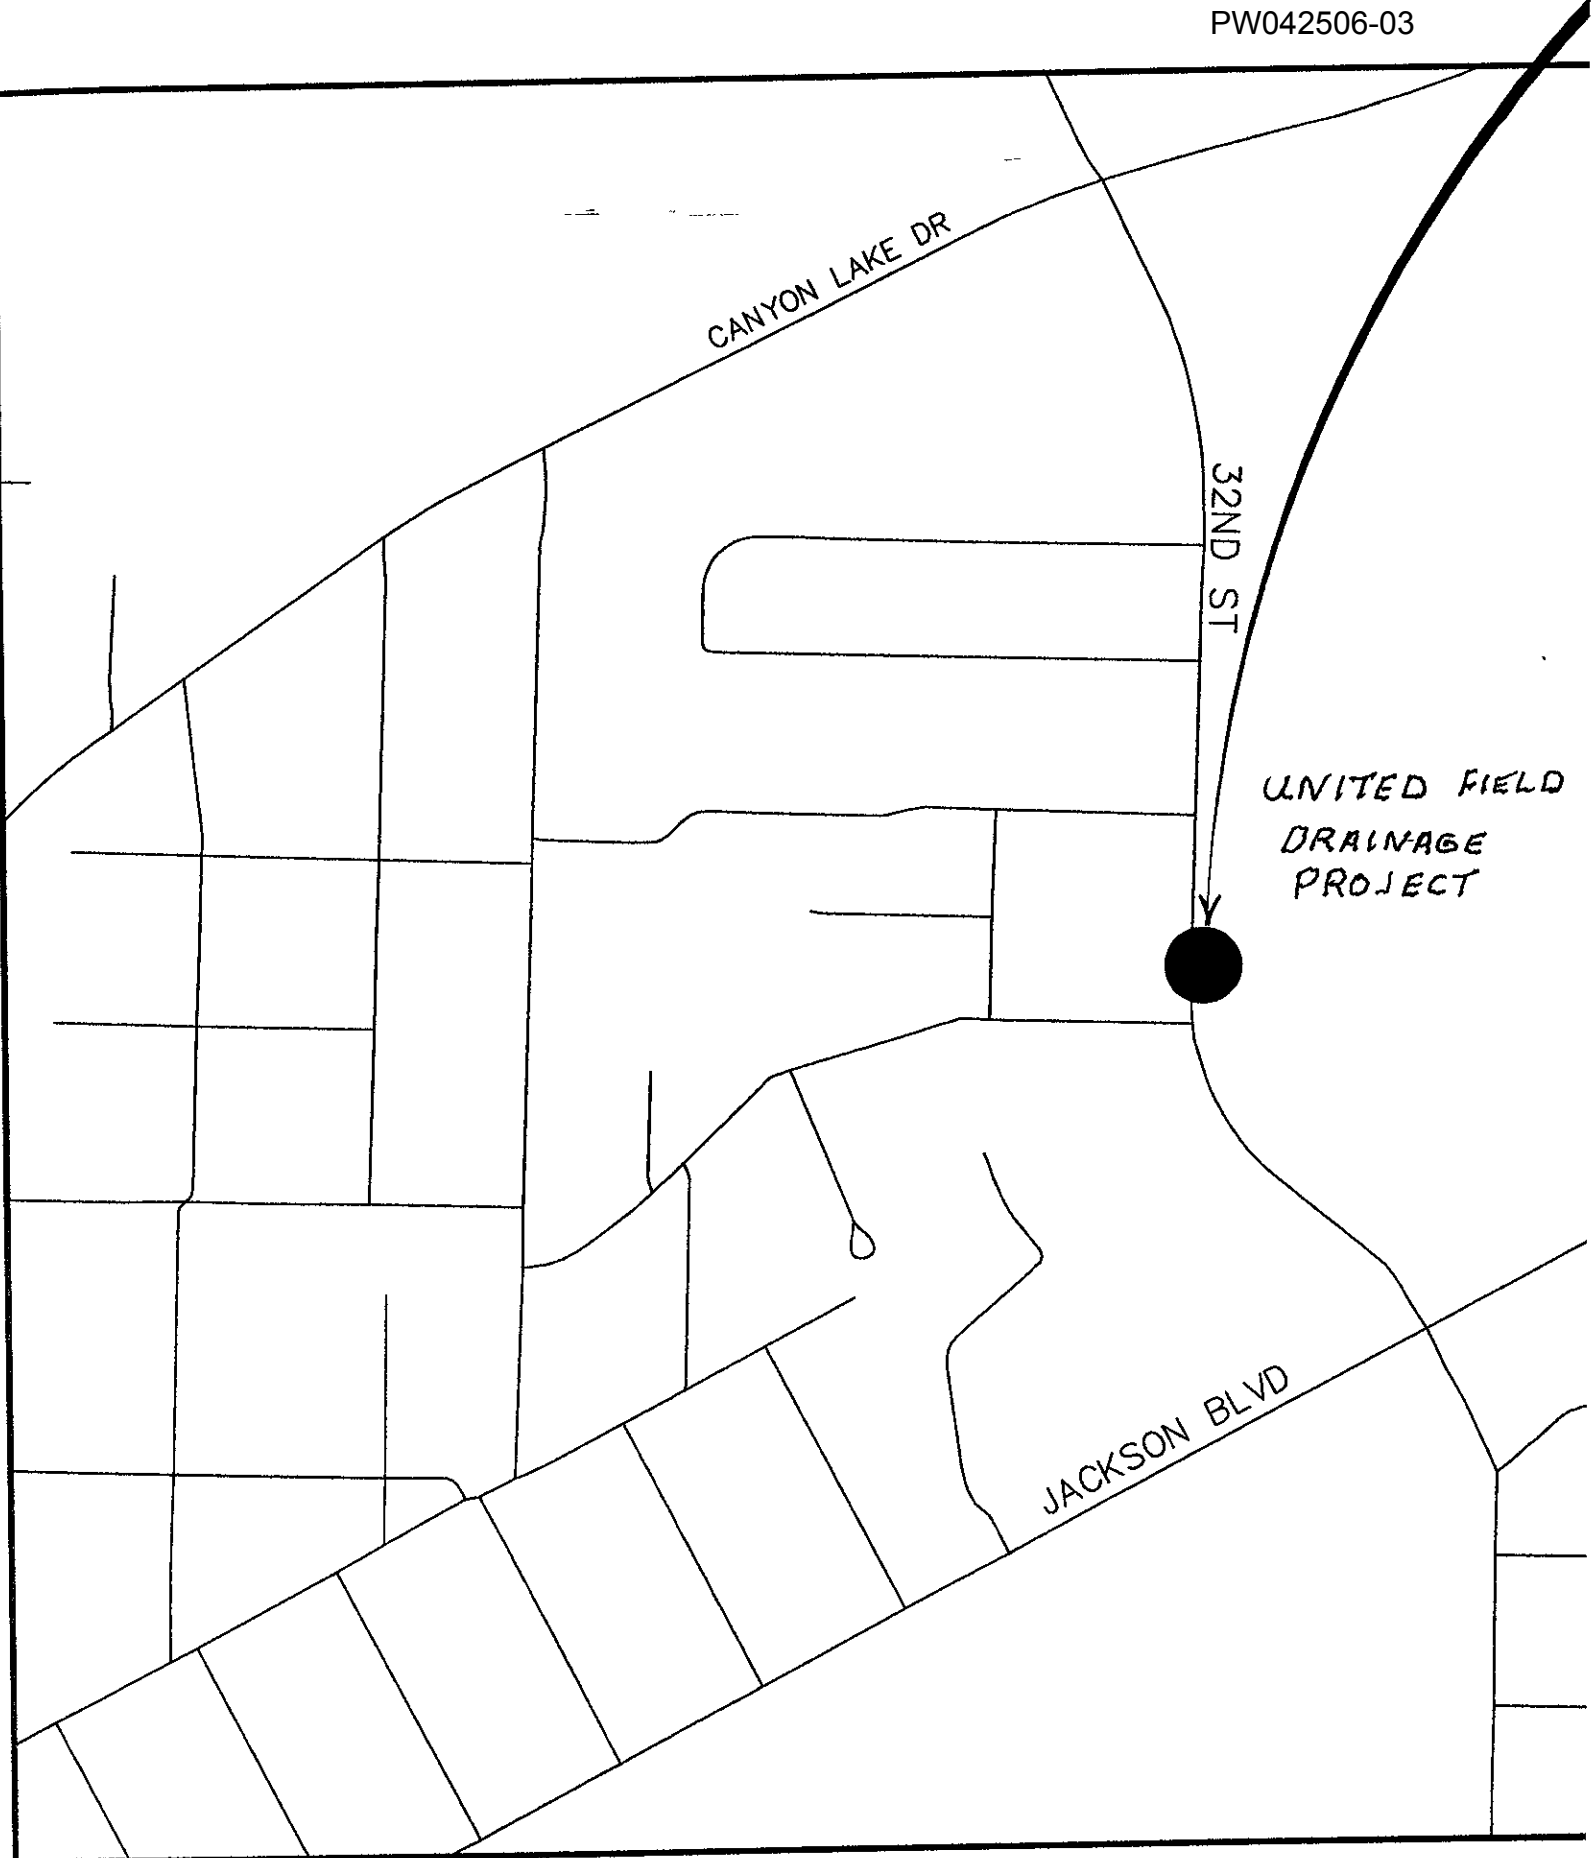 PW042506-03
CANYON LAKE DR
32ND ST
UNITED FIELD
DRAINAGE
PROJECT
JACKSON BLVD